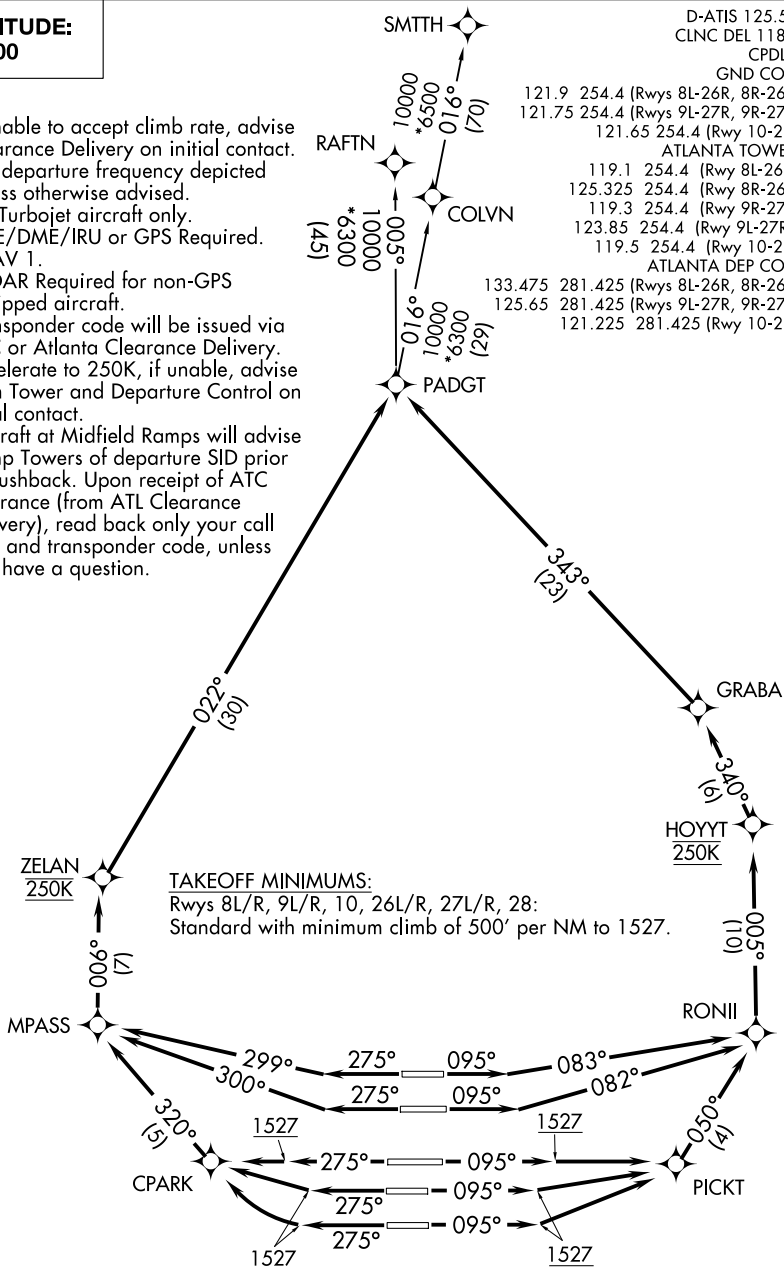 ITUDE:
00
nable to accept climb rate, advise
arance Delivery on initial contact.
departure frequency depicted
ss otherwise advised.
Turbojet aircraft only.
E/DME/IRU or GPS Required.
AV 1.
DAR Required for non-GPS
ipped aircraft.
nsponder code will be issued via
C or Atlanta Clearance Delivery.
elerate to 250K, if unable, advise
n Tower and Departure Control on
al contact.
raft at Midfield Ramps will advise
mp Towers of departure SID prior
ushback. Upon receipt of ATC
rance (from ATL Clearance
very), read back only your call
and transponder code, unless
have a question.
D-ATIS 125.5
CLNC DEL 118
CPDL
GND CO
121.9 254.4 (Rwys 8L-26R, 8R-26
121.75 254.4 (Rwys 9L-27R, 9R-27
121.65 254.4 (Rwy 10-2
ATLANTA TOWE
119.1 254.4 (Rwy 8L-26
125.325 254.4 (Rwy 8R-26
119.3 254.4 (Rwy 9R-27
123.85 254.4 (Rwy 9L-27R
119.5 254.4 (Rwy 10-2
ATLANTA DEP CO
133.475 281.425 (Rwys 8L-26R, 8R-26
125.65 281.425 (Rwys 9L-27R, 9R-27
121.225 281.425 (Rwy 10-2
SMTTH
10000
*6500
016°
(70)
RAFTN
COLVN
005°
10000
*6300
(45)
016°
10000
*6300
(29)
PADGT
343°
(23)
022°
(30)
GRABA
340°
(6)
HOYYT
250K
ZELAN
250K
TAKEOFF MINIMUMS:
Rwys 8L/R, 9L/R, 10, 26L/R, 27L/R, 28:
Standard with minimum climb of 500' per NM to 1527.
006°
(7)
005°
(10)
MPASS
RONII
299°
275°
095°
083°
300°
275°
095°
082°
320°
(5)
1527
1527
050°
(4)
275°
095°
CPARK
PICKT
275°
095°
275°
095°
1527
1527